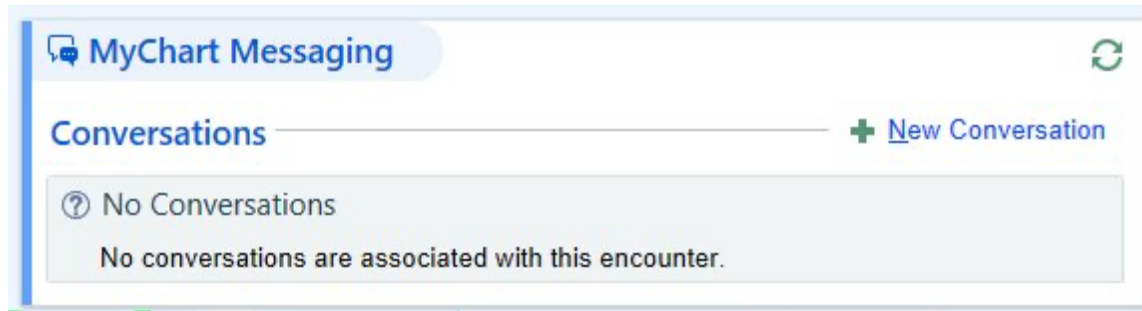 MyChart Messaging
Conversations
New Conversation
No Conversations
No conversations are associated with this encounter.